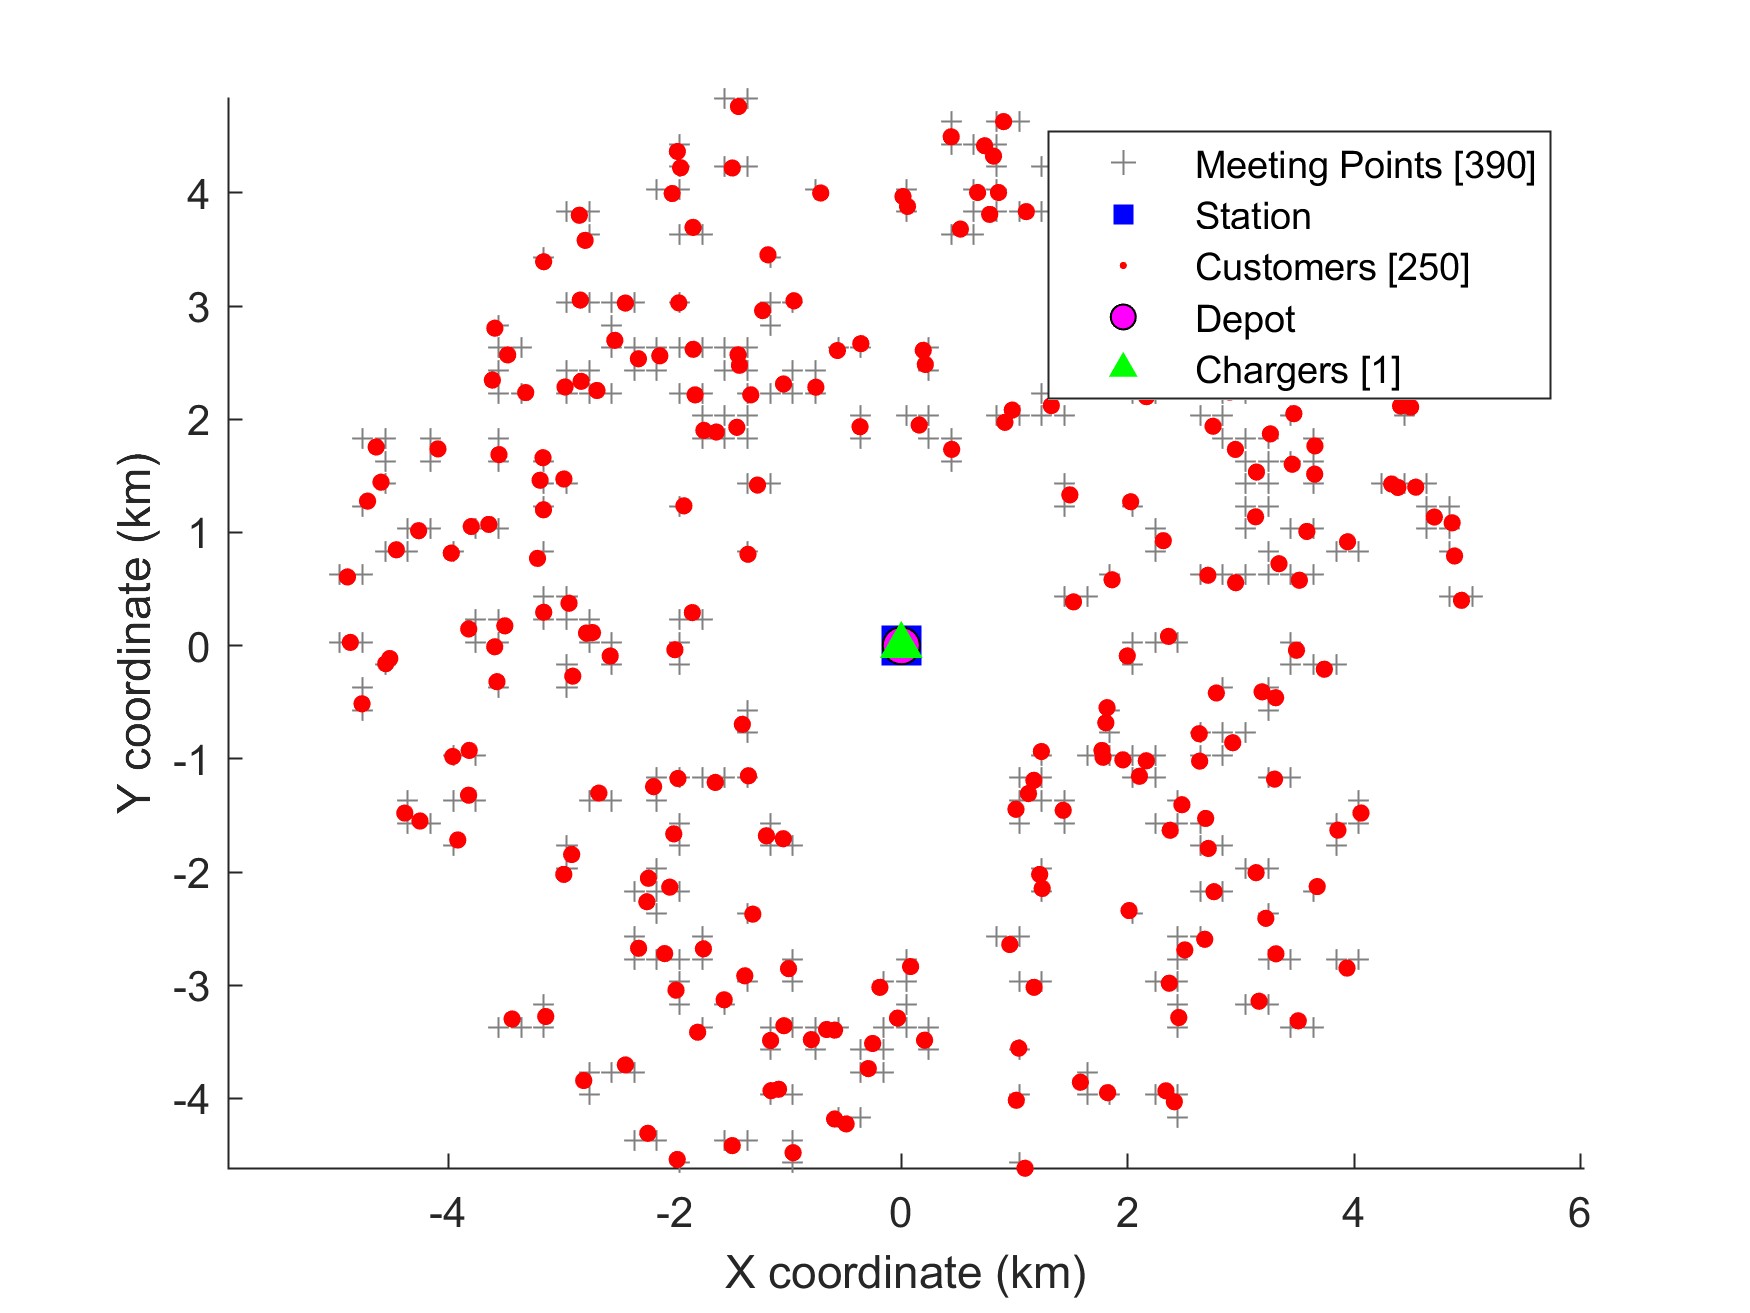 Meeting Points [390]
Station
Customers [250]
Depot
Chargers [1]
4
3
2
1
0
-1
-2
-3
-4
Y coordinate (km)
-4 -2 0 2 4 6
X coordinate (km)